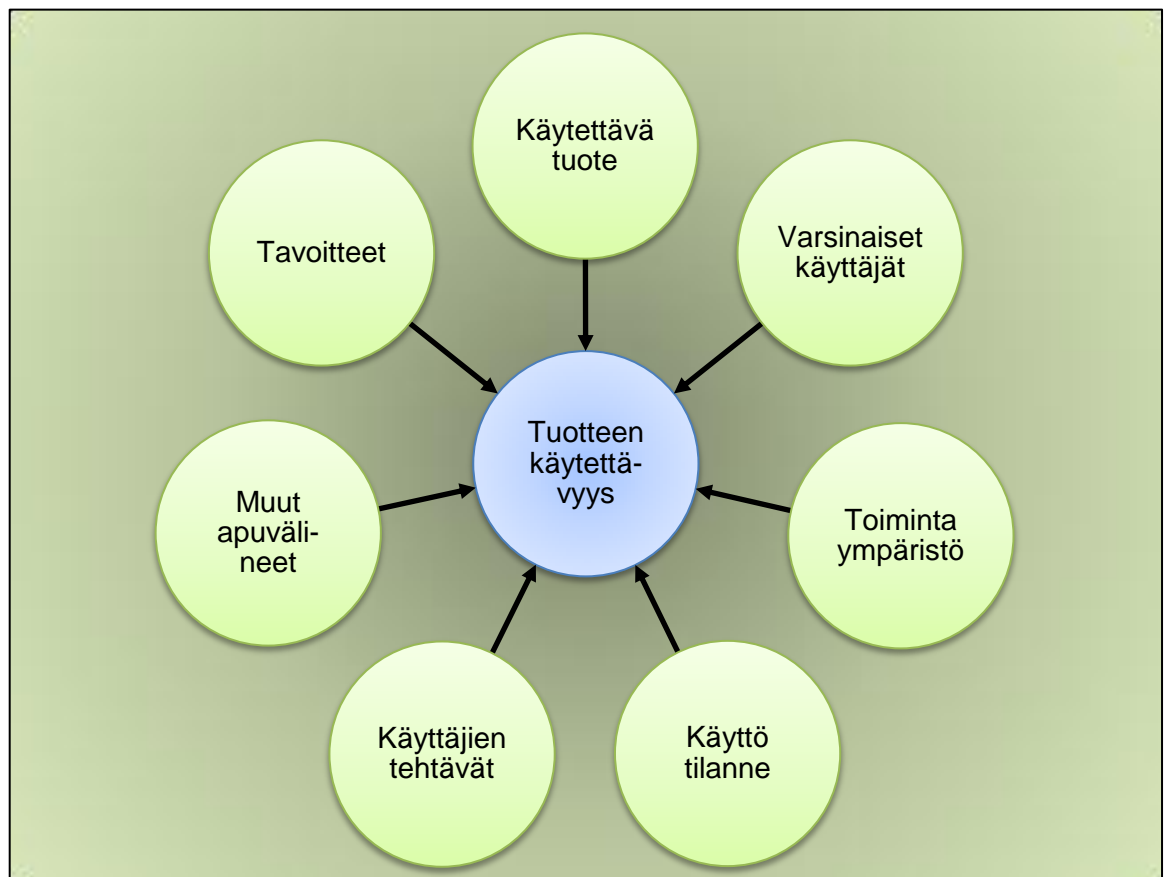 Käytettävä
tuote
Varsinaiset
käyttäjät
Toiminta
ympäristö
Käyttö
tilanne
Käyttäjien
tehtävät
Muut
apuväli-
neet
Tavoitteet
Tuotteen
käytettä-
vyys